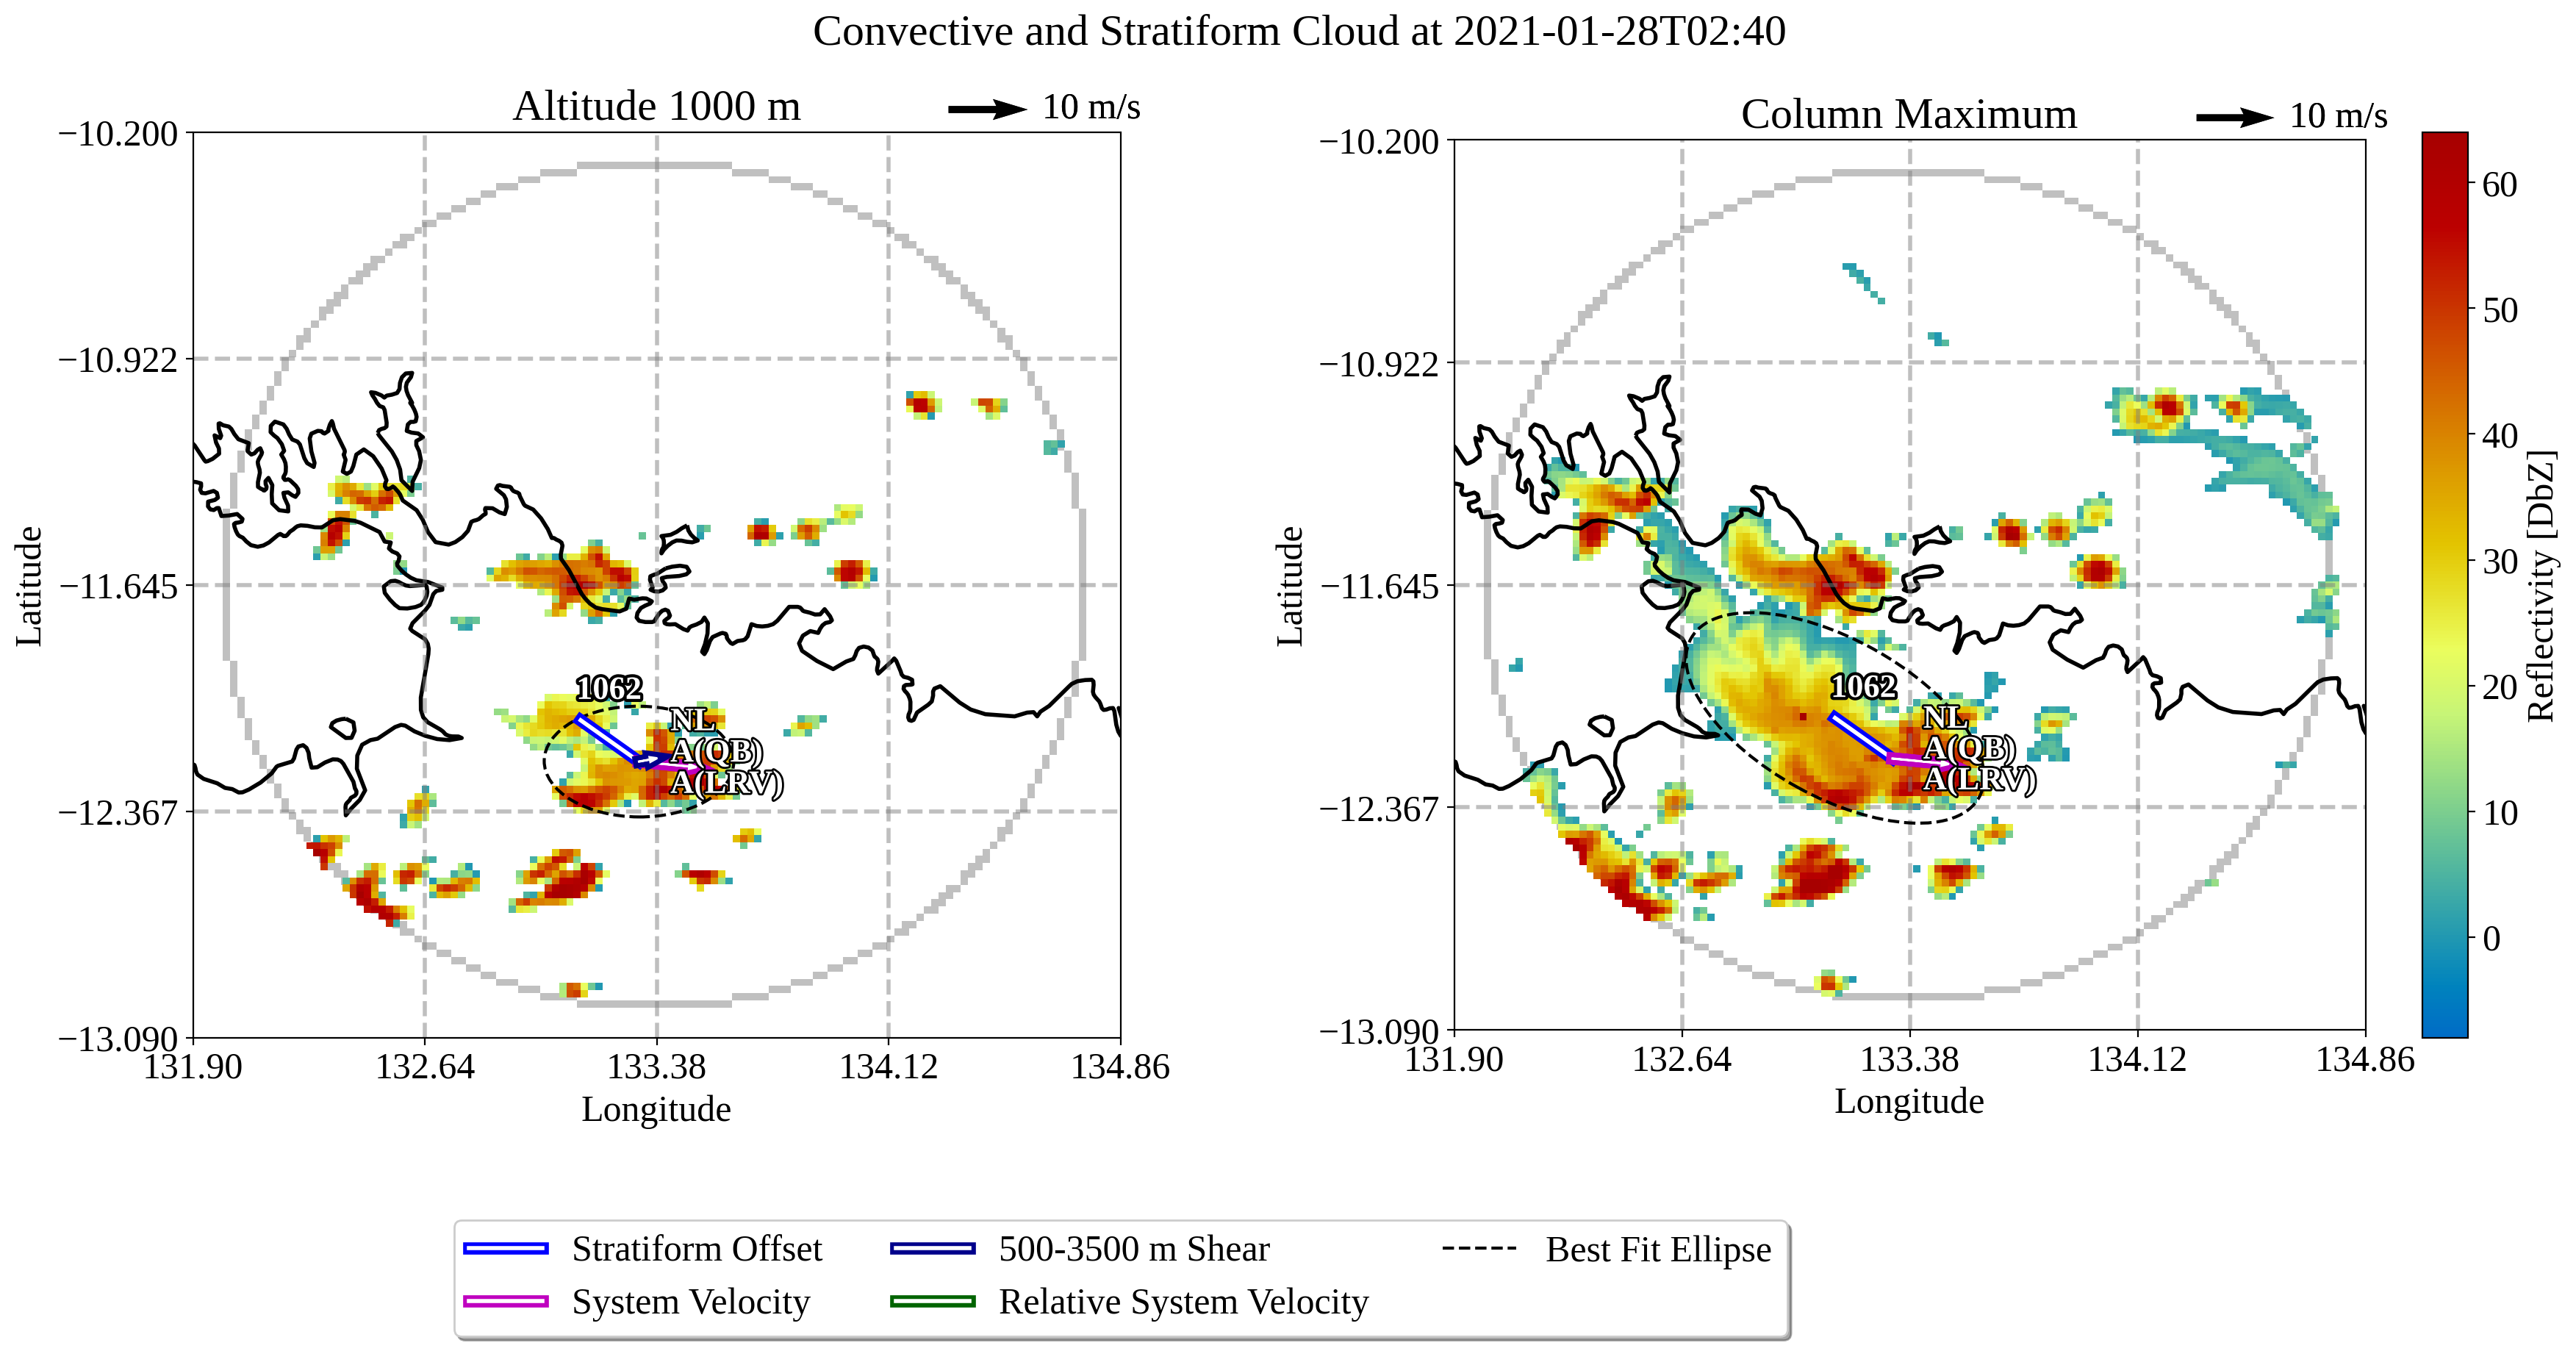 Convective and Stratiform Cloud at 2021-01-28T02:40
Altitude 1000 m
10 m/s
−10.200
−10.922
−11.645
−12.367
−13.090
Latitude
1062
NL
A(QB)
A(LRV)
131.90
132.64
133.38
134.12
134.86
Longitude
Column Maximum
10 m/s
−10.200
−10.922
−11.645
−12.367
−13.090
Latitude
1062
NL
A(QB)
A(LRV)
131.90
132.64
133.38
134.12
134.86
Longitude
60
50
40
30
20
10
0
Reflectivity [DbZ]
Stratiform Offset
System Velocity
500-3500 m Shear
Relative System Velocity
Best Fit Ellipse